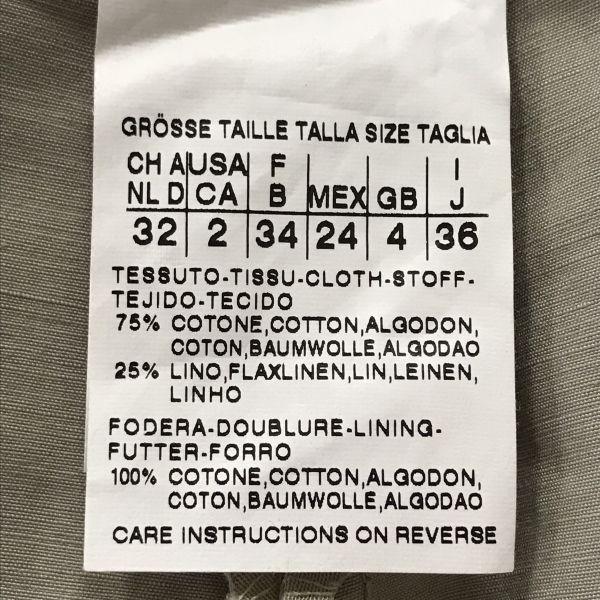 GRÖSSE TAILLE TALLA SIZE TAGLIA
CH A USA F MEX GB I
NL D CA B J
32 2 34 24 4 36
TESSUTO-TISSU-CLOTH-STOFF-
TEJIDO-TECIDO
75% COTONE,COTTON,ALGODON,
COTON,BAUMWOLLE,ALGODAO
25% LINO,FLAXLINEN,LIN,LEINEN,
LINHO
FODERA-DOUBLURE-LINING-
FUTTER-FORRO
100% COTONE,COTTON,ALGODON,
COTON,BAUMWOLLE,ALGODAO
CARE INSTRUCTIONS ON REVERSE